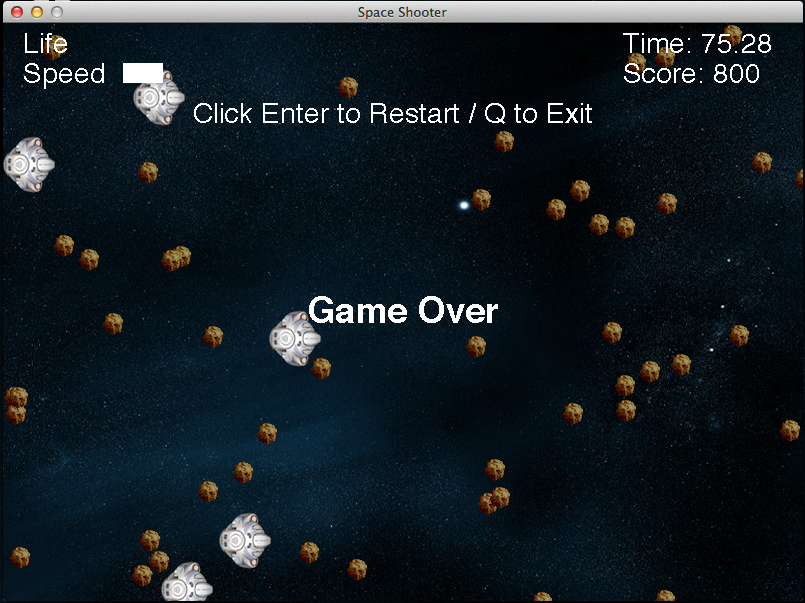 Space Shooter
Life
Time: 75.28
Speed
Score: 800
Click Enter to Restart / Q to Exit
Game Over